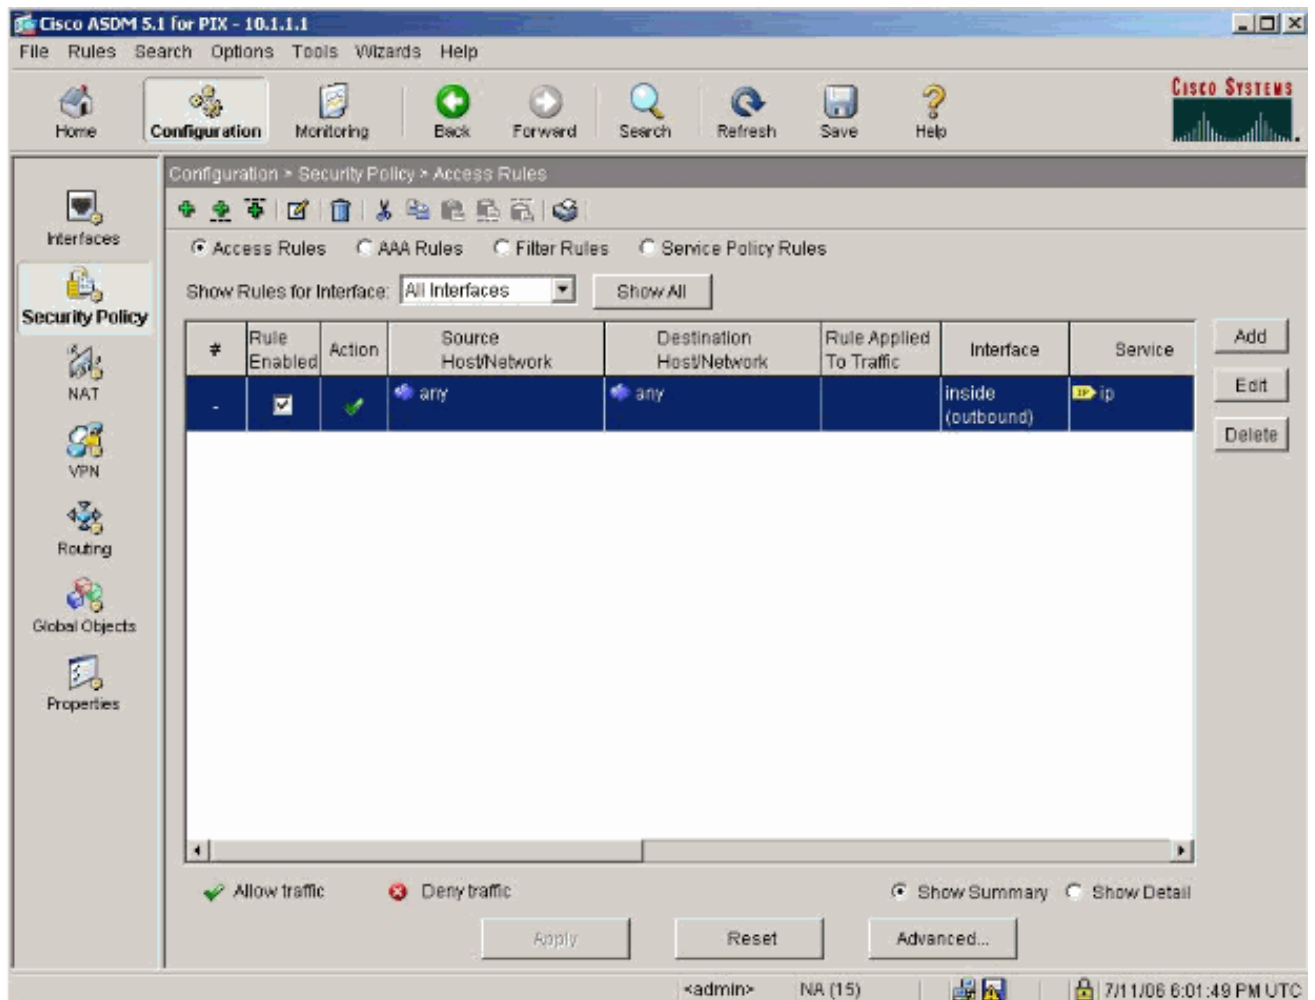 Cisco ASDM 5.1 for PIX - 10.1.1.1
File Rules Search Options Tools Wizards Help
Home Configuration Monitoring Back Forward Search Refresh Save Help
CISCO SYSTEMS
Configuration > Security Policy > Access Rules
Interfaces
Security Policy
NAT
VPN
Routing
Global Objects
Properties
Access Rules AAA Rules Filter Rules Service Policy Rules
Show Rules for Interface: All Interfaces Show All
# Rule Enabled Action Source Host/Network Destination Host/Network Rule Applied To Traffic Interface Service
- any any inside (outbound) IP ip
Add
Edit
Delete
Allow traffic Deny traffic Show Summary Show Detail
Apply Reset Advanced...
<admin> NA (15) 7/11/06 6:01:49 PM UTC